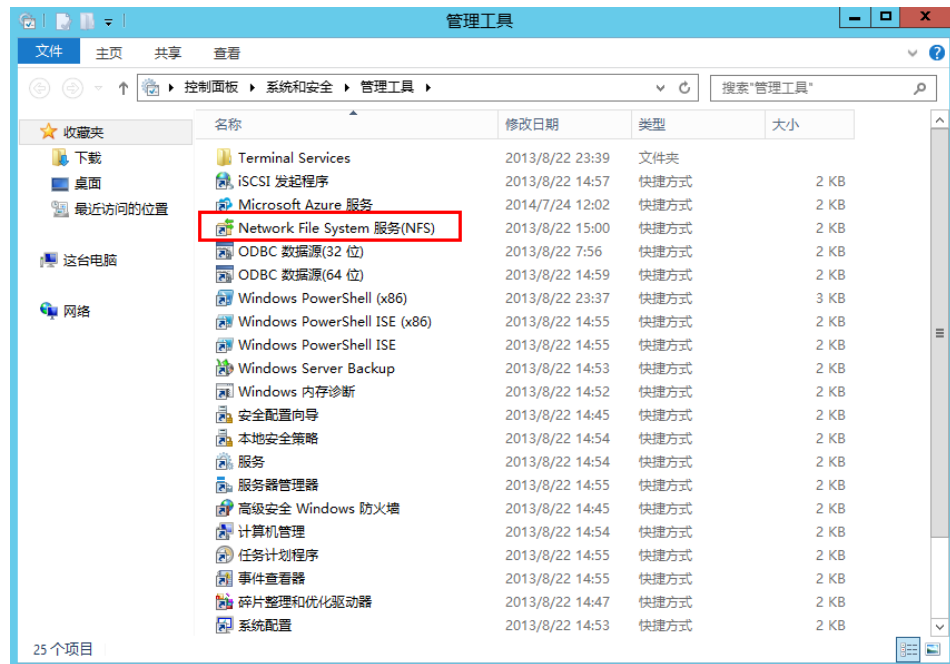 管理工具
文件 主页 共享 查看
控制面板 系统和安全 管理工具 搜索"管理工具"
收藏夹
下载
桌面
最近访问的位置
这台电脑
网络
名称 修改日期 类型 大小
Terminal Services 2013/8/22 23:39 文件夹
iSCSI 发起程序 2013/8/22 14:57 快捷方式 2 KB
Microsoft Azure 服务 2014/7/24 12:02 快捷方式 2 KB
Network File System 服务(NFS) 2013/8/22 15:00 快捷方式 2 KB
ODBC 数据源(32 位) 2013/8/22 7:56 快捷方式 2 KB
ODBC 数据源(64 位) 2013/8/22 14:59 快捷方式 2 KB
Windows PowerShell (x86) 2013/8/22 23:37 快捷方式 3 KB
Windows PowerShell ISE (x86) 2013/8/22 14:55 快捷方式 2 KB
Windows PowerShell ISE 2013/8/22 14:55 快捷方式 2 KB
Windows Server Backup 2013/8/22 14:53 快捷方式 2 KB
Windows 内存诊断 2013/8/22 14:52 快捷方式 2 KB
安全配置向导 2013/8/22 14:45 快捷方式 2 KB
本地安全策略 2013/8/22 14:54 快捷方式 2 KB
服务 2013/8/22 14:54 快捷方式 2 KB
服务器管理器 2013/8/22 14:55 快捷方式 2 KB
高级安全 Windows 防火墙 2013/8/22 14:45 快捷方式 2 KB
计算机管理 2013/8/22 14:54 快捷方式 2 KB
任务计划程序 2013/8/22 14:55 快捷方式 2 KB
事件查看器 2013/8/22 14:55 快捷方式 2 KB
碎片整理和优化驱动器 2013/8/22 14:47 快捷方式 2 KB
系统配置 2013/8/22 14:53 快捷方式 2 KB
25 个项目